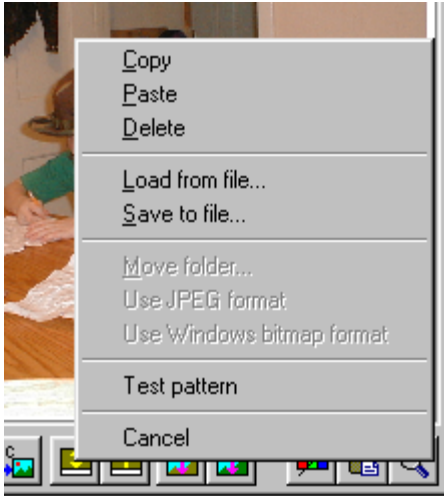 Copy
Paste
Delete
Load from file...
Save to file...
Move folder...
Use JPEG format
Use Windows bitmap format
Test pattern
Cancel
C